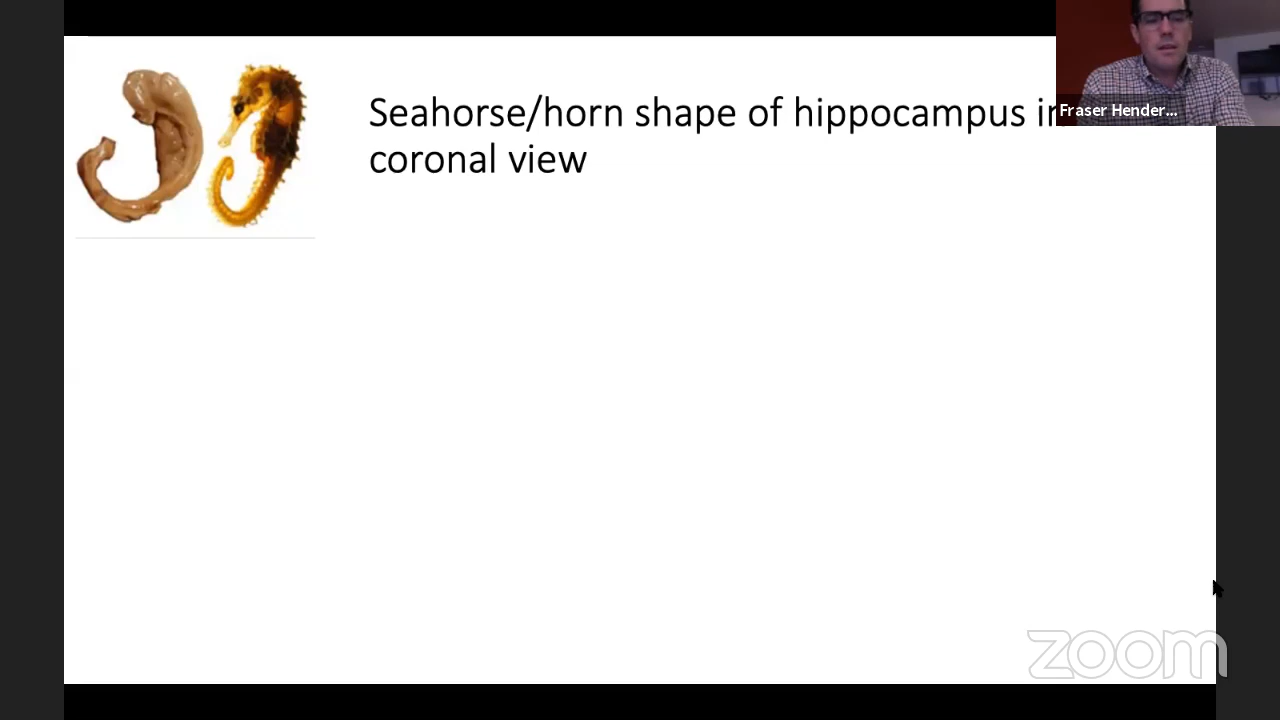 Seahorse/horn shape of hippocampus in
coronal view
Fraser Hender...
zoom